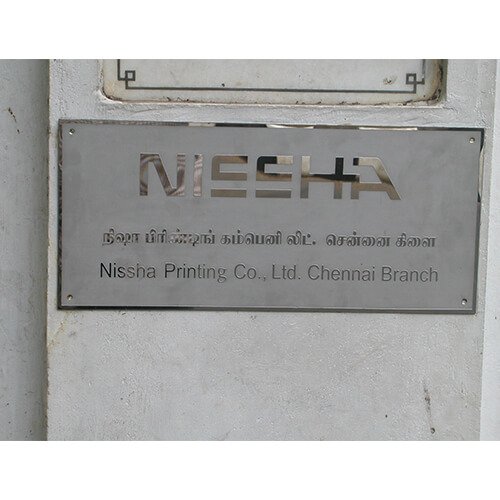 NISSHA
நிஷா பிரிண்டிங் கம்பெனி லிட். சென்னை கிளை
Nissha Printing Co., Ltd. Chennai Branch